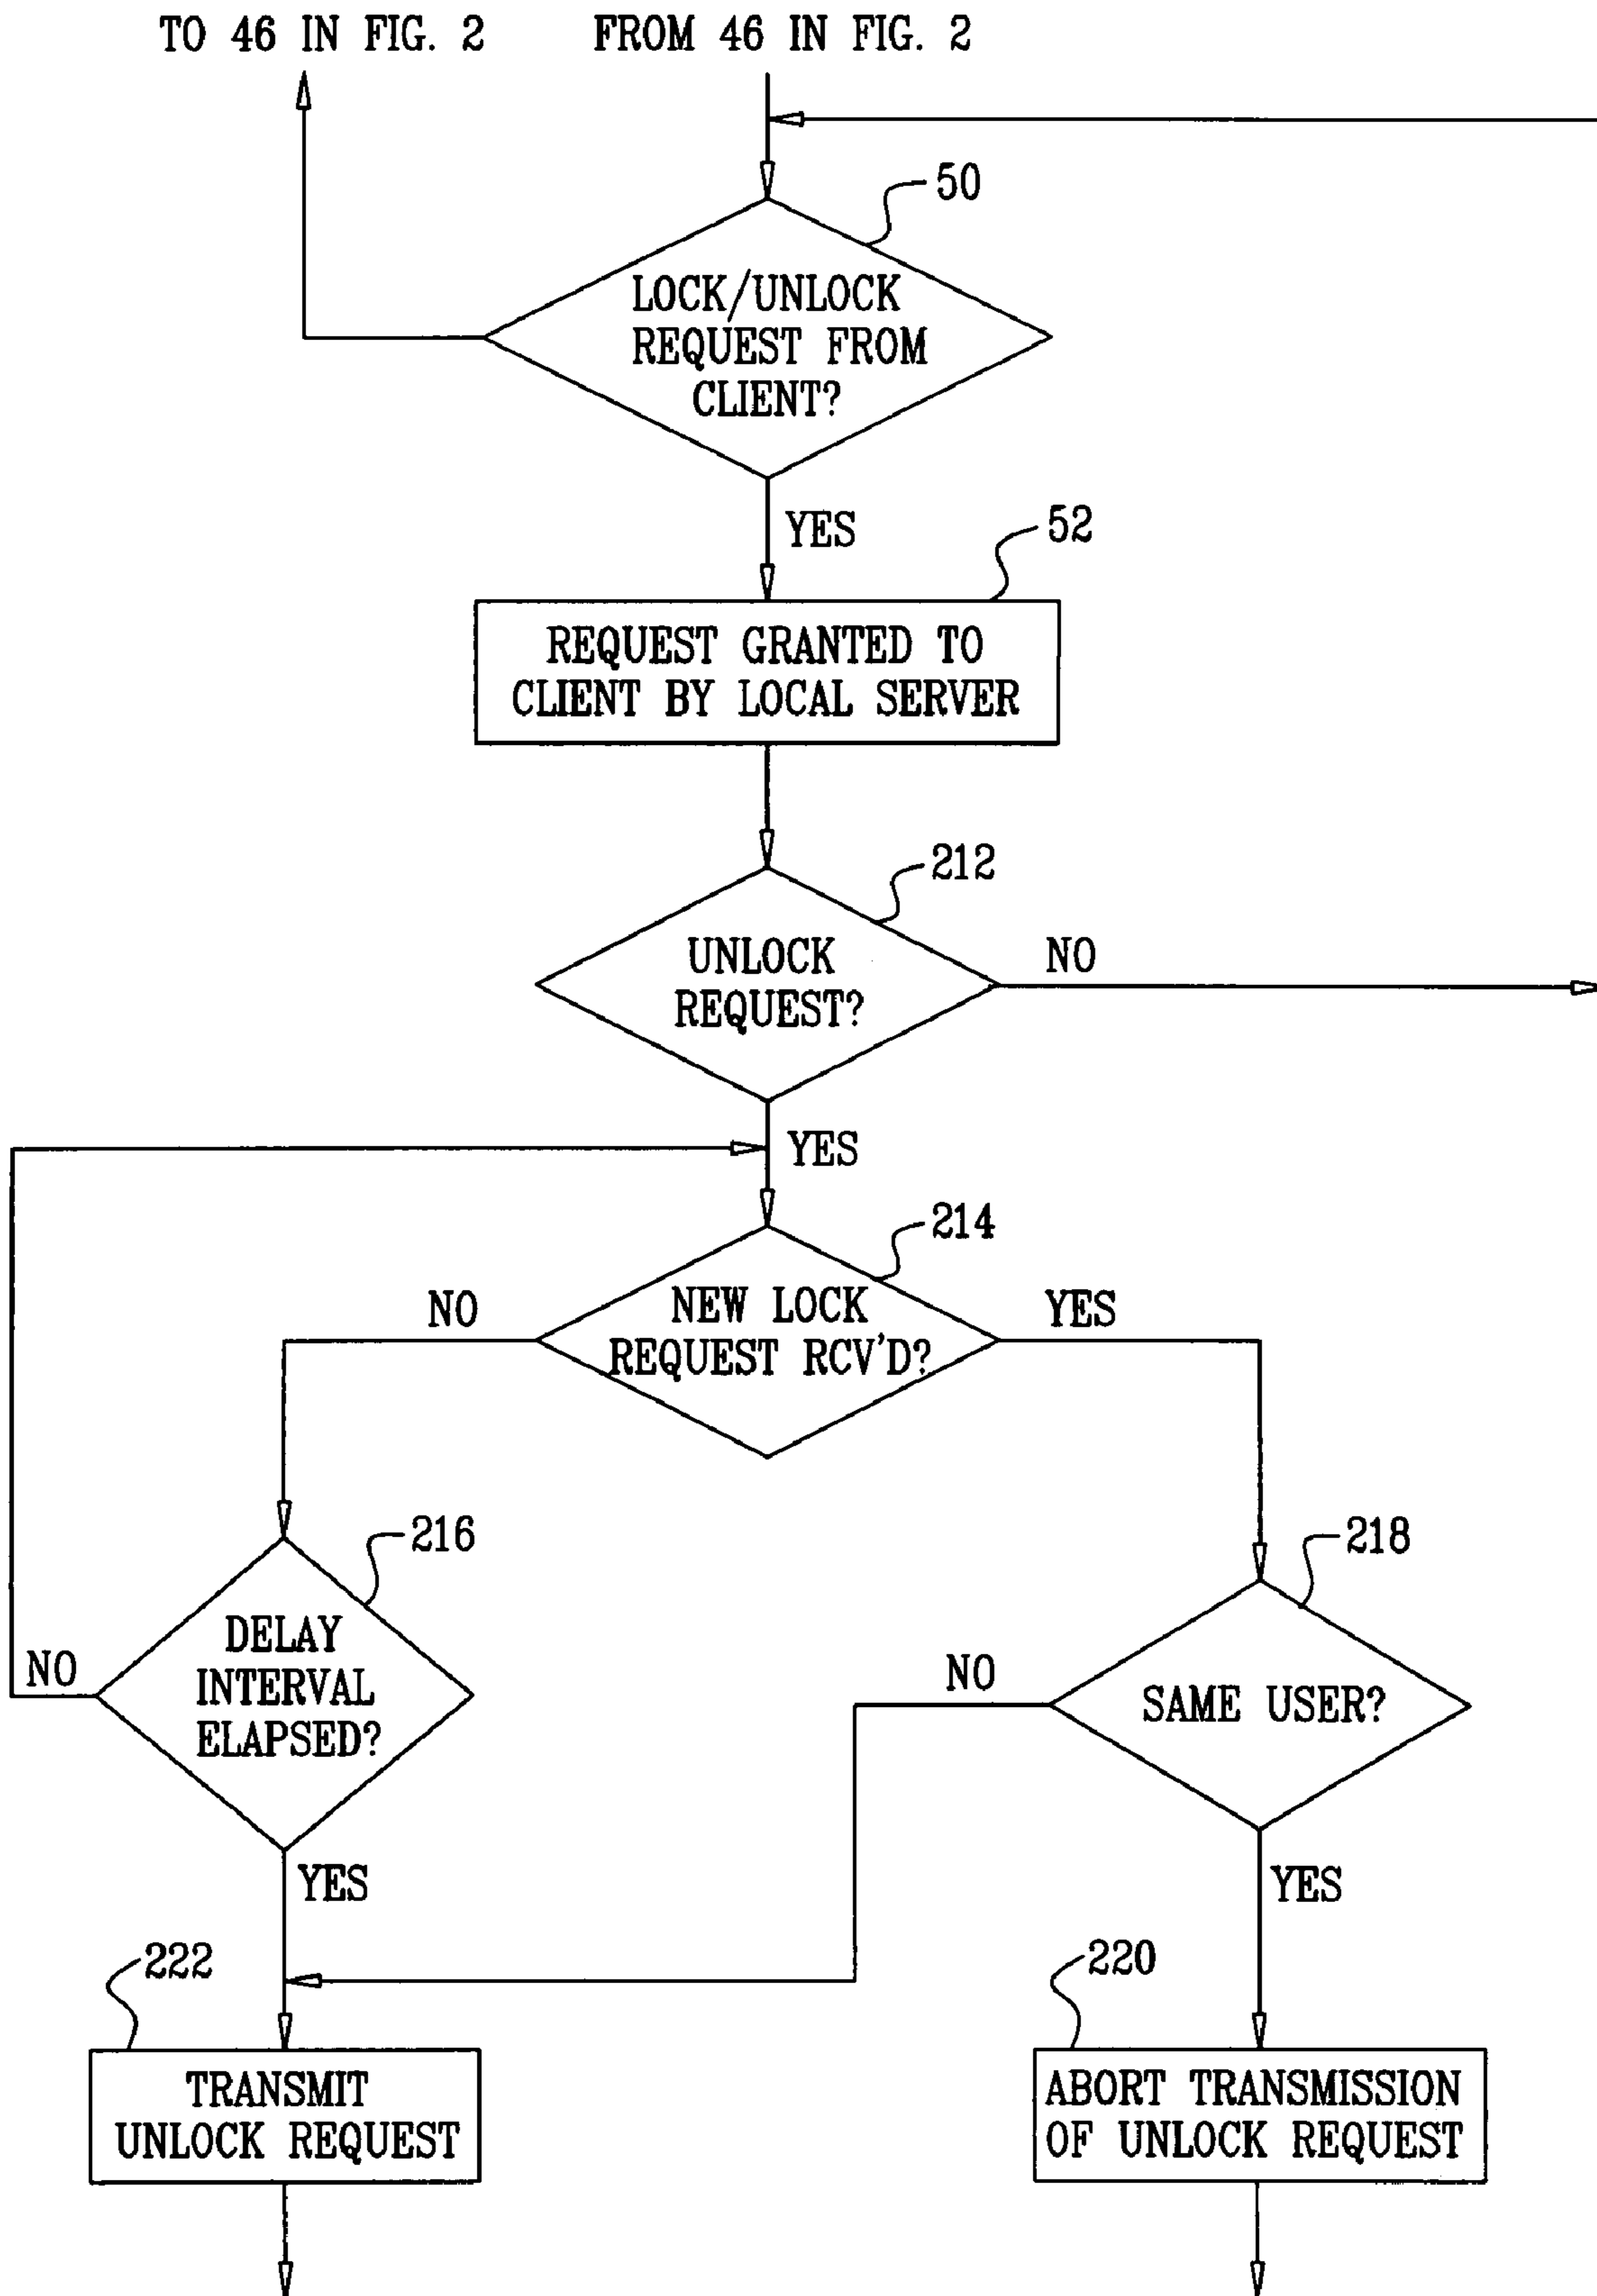 TO 46 IN FIG. 2
FROM 46 IN FIG. 2
50
LOCK/UNLOCK
REQUEST FROM
CLIENT?
YES
52
REQUEST GRANTED TO
CLIENT BY LOCAL SERVER
212
UNLOCK
REQUEST?
NO
YES
214
NEW LOCK
REQUEST RCV'D?
NO
YES
216
DELAY
INTERVAL
ELAPSED?
NO
218
SAME USER?
NO
YES
YES
222
TRANSMIT
UNLOCK REQUEST
220
ABORT TRANSMISSION
OF UNLOCK REQUEST